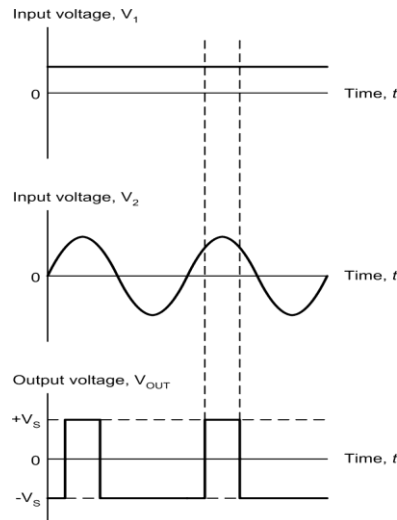 Input voltage, V1
0
Time, t
Input voltage, V2
0
Time, t
Output voltage, VOUT
+VS
0
Time, t
-VS